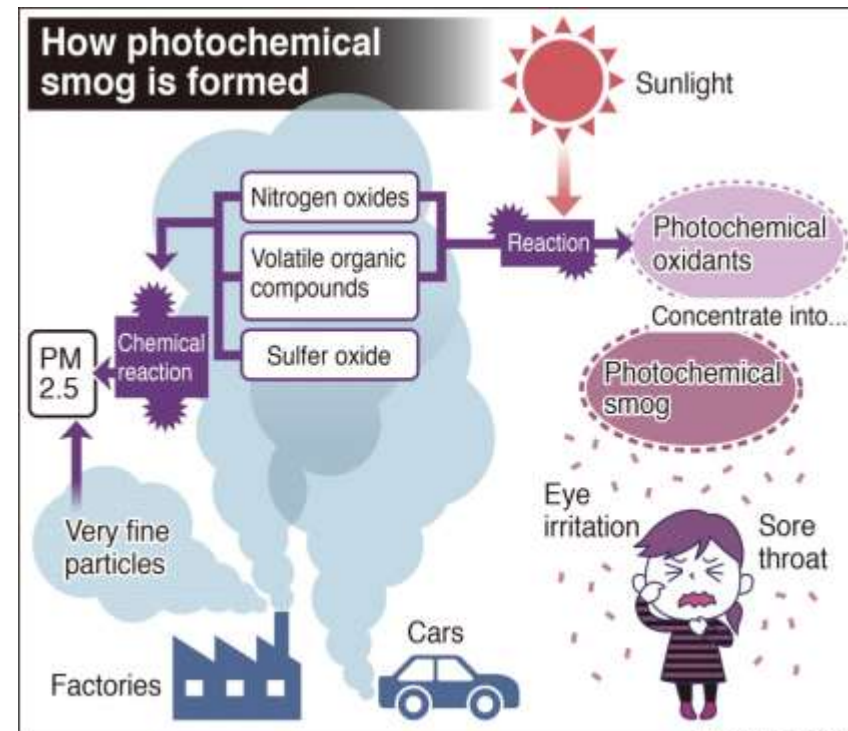 How photochemical
smog is formed
Sunlight
Nitrogen oxides
Volatile organic
compounds
Sulfer oxide
Reaction
Photochemical
oxidants
Concentrate into...
Photochemical
smog
Chemical
reaction
PM
2.5
Very fine
particles
Eye
irritation
Sore
throat
Factories
Cars